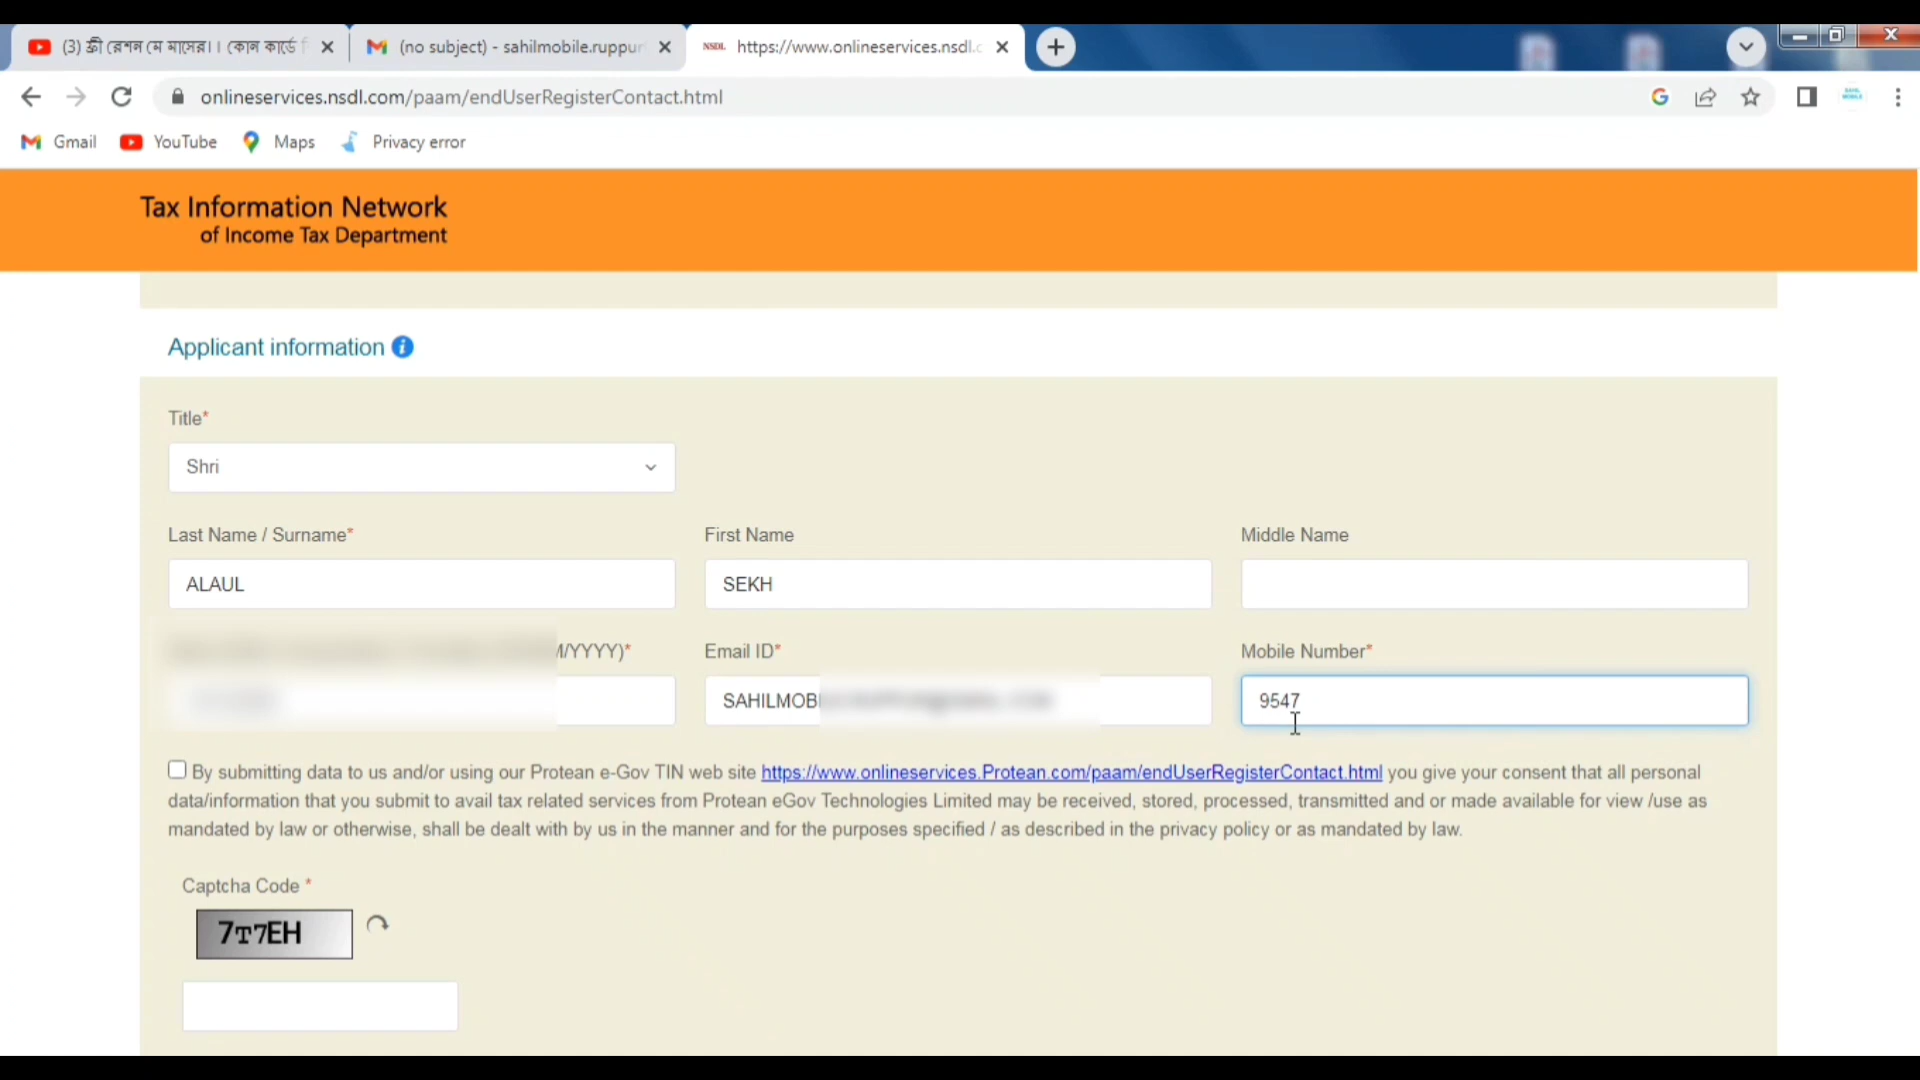 (3) ফ্রী রেশন মে মাসের।। কোন কার্ডে
(no subject) - sahilmobile.ruppur
NSDL https://www.onlineservices.nsdl.c
onlineservices.nsdl.com/paam/endUserRegisterContact.html
Gmail YouTube Maps Privacy error
Tax Information Network
of Income Tax Department
Applicant information
Title*
Shri
Last Name / Surname* First Name Middle Name
ALAUL SEKH
M/YYYY)* Email ID* Mobile Number*
SAHILMOBI 9547
By submitting data to us and/or using our Protean e-Gov TIN web site https://www.onlineservices.Protean.com/paam/endUserRegisterContact.html you give your consent that all personal
data/information that you submit to avail tax related services from Protean eGov Technologies Limited may be received, stored, processed, transmitted and or made available for view /use as
mandated by law or otherwise, shall be dealt with by us in the manner and for the purposes specified / as described in the privacy policy or as mandated by law.
Captcha Code *
7T7EH